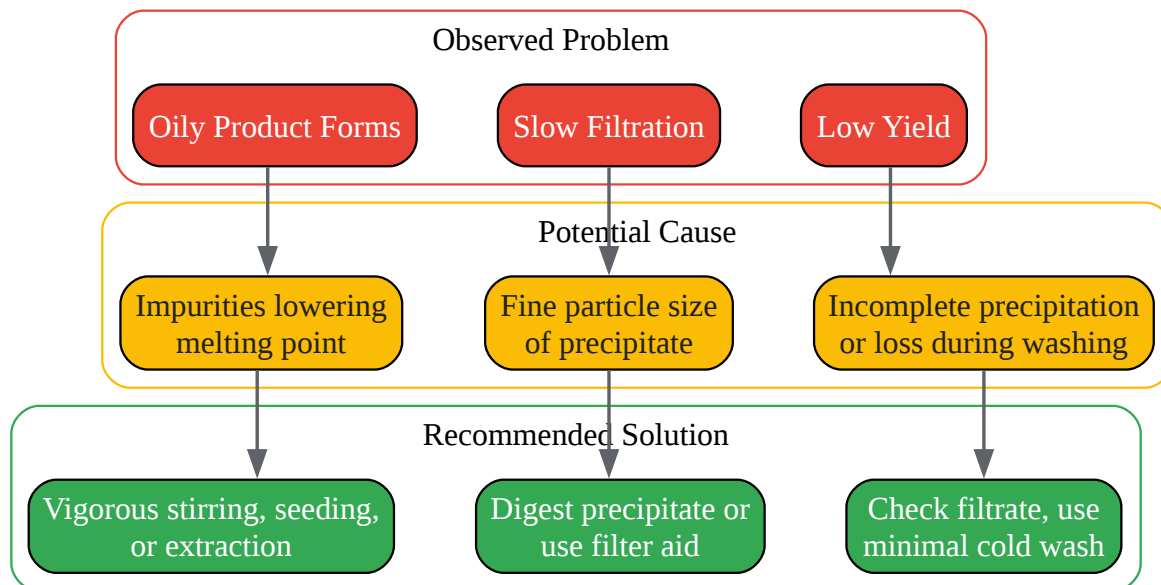 Observed Problem
Oily Product Forms
Slow Filtration
Low Yield
Potential Cause
Impurities lowering
melting point
Fine particle size
of precipitate
Incomplete precipitation
or loss during washing
Recommended Solution
Vigorous stirring, seeding,
or extraction
Digest precipitate or
use filter aid
Check filtrate, use
minimal cold wash